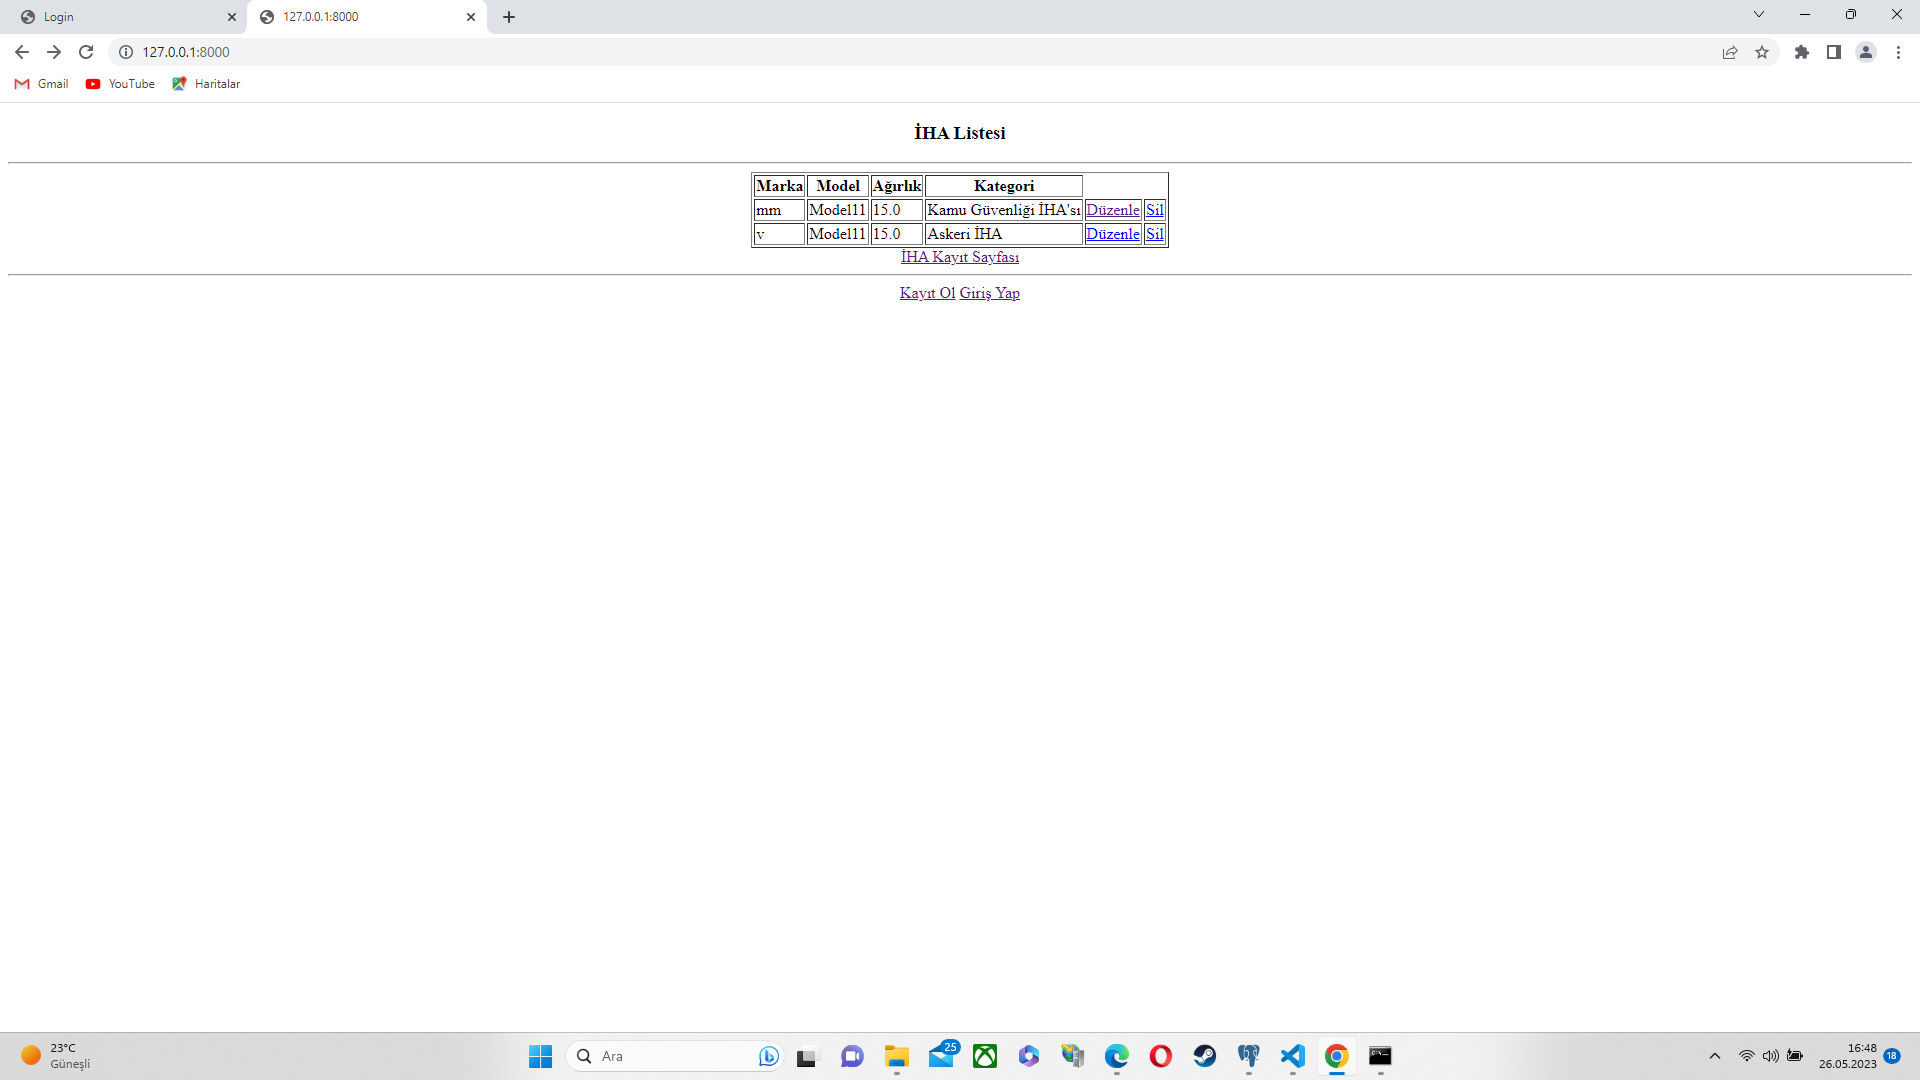 Login
127.0.0.1:8000
127.0.0.1:8000
Gmail YouTube Haritalar
İHA Listesi
Marka Model Ağırlık Kategori
mm Model11 15.0 Kamu Güvenliği İHA'sı Düzenle Sil
v Model11 15.0 Askeri İHA Düzenle Sil
İHA Kayıt Sayfası
Kayıt Ol Giriş Yap
23°C
Güneşli
Ara
25
16:48
26.05.2023
18